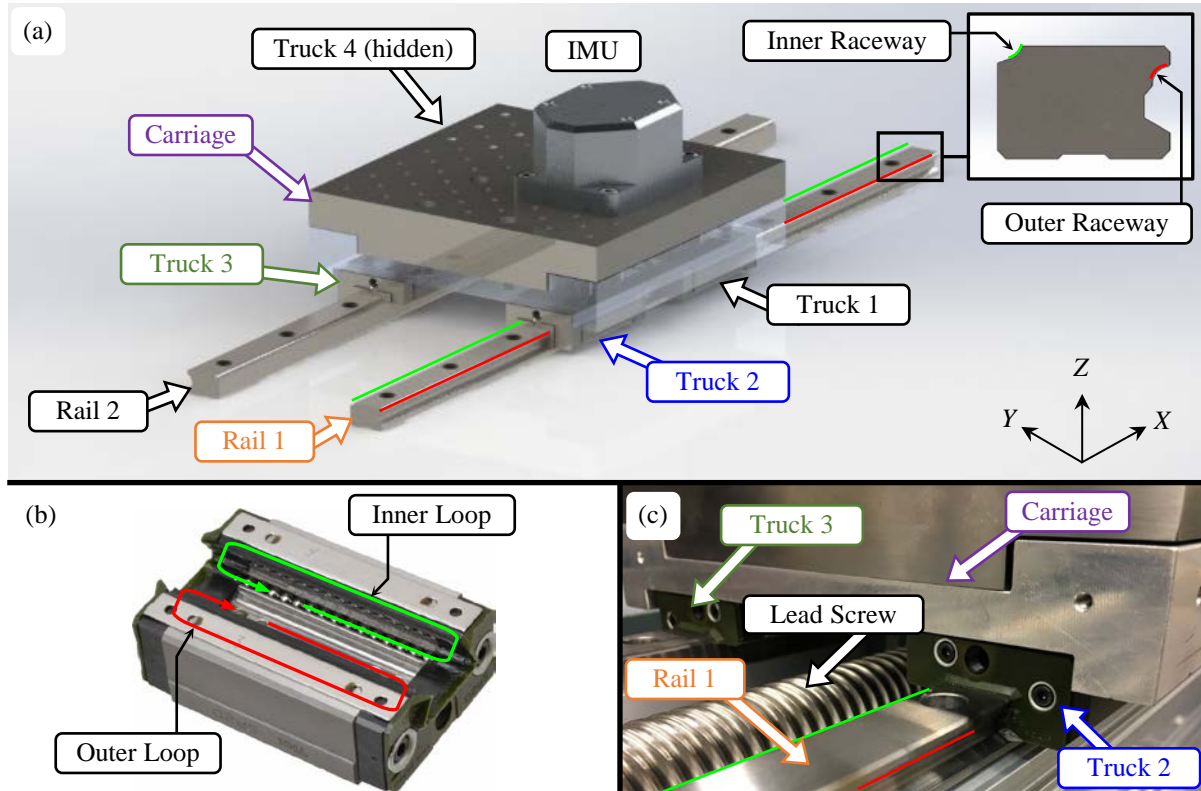 (a)
Truck 4 (hidden)
IMU
Inner Raceway
Carriage
Outer Raceway
Truck 3
Truck 1
Truck 2
Rail 2
Rail 1
Z
Y
X
(b)
Inner Loop
Outer Loop
(c)
Truck 3
Carriage
Lead Screw
Rail 1
Truck 2